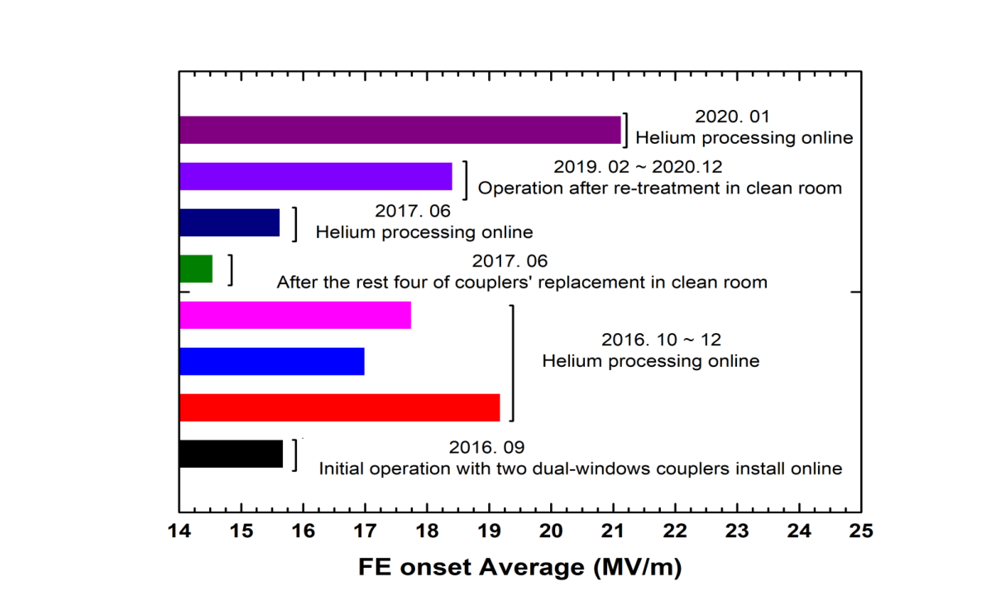 2020. 01
Helium processing online
2019. 02 ~ 2020.12
Operation after re-treatment in clean room
2017. 06
Helium processing online
2017. 06
After the rest four of couplers' replacement in clean room
2016. 10 ~ 12
Helium processing online
2016. 09
Initial operation with two dual-windows couplers install online
14 15 16 17 18 19 20 21 22 23 24 25
FE onset Average (MV/m)